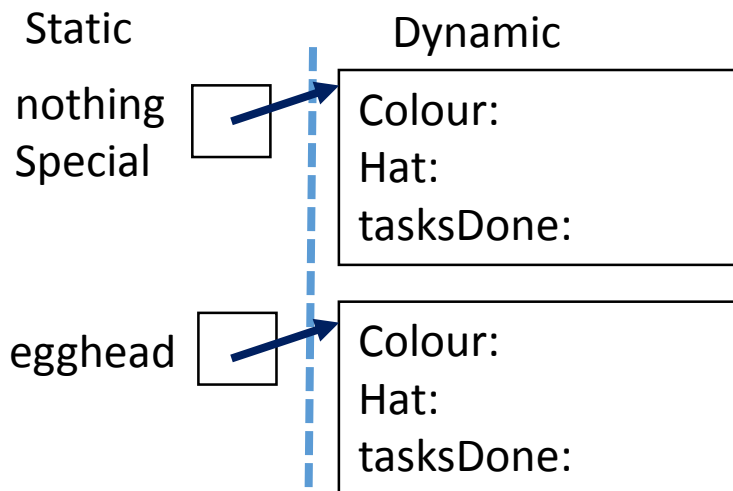 Static
Dynamic
nothing
Special
Colour:
Hat:
tasksDone:
egghead
Colour:
Hat:
tasksDone: